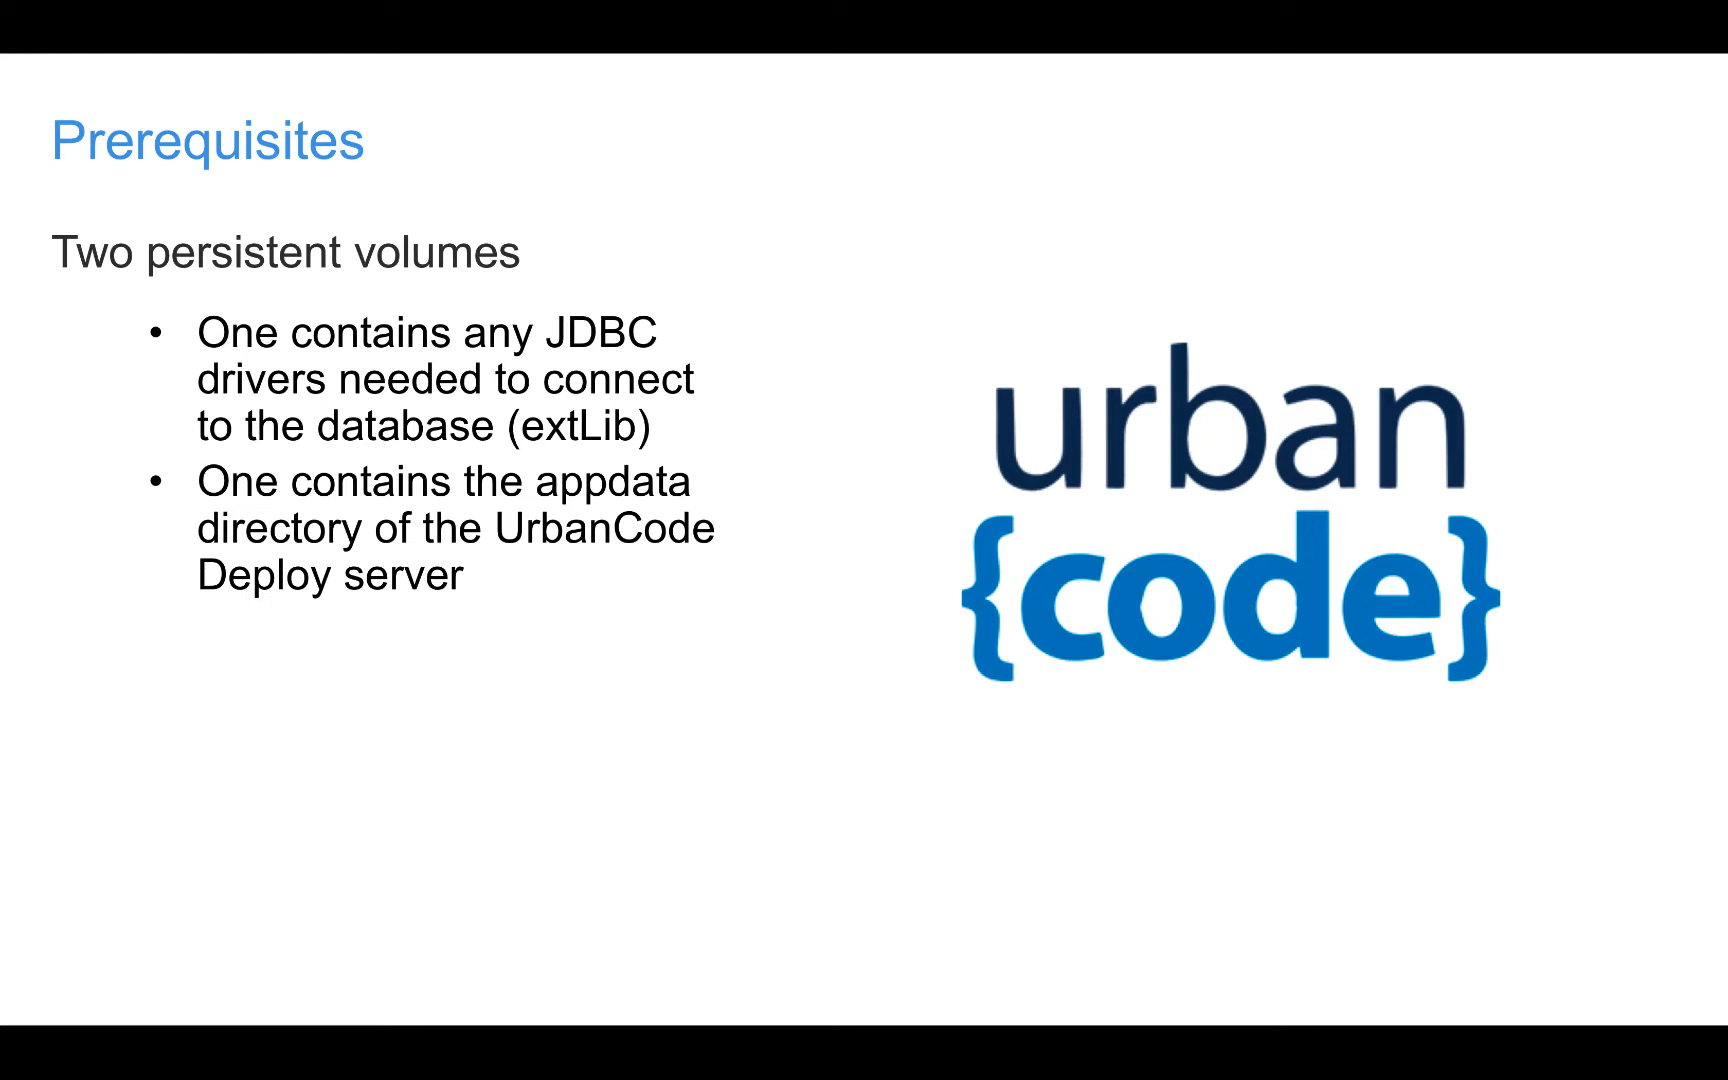 Prerequisites
Two persistent volumes
• One contains any JDBC
drivers needed to connect
to the database (extLib)
• One contains the appdata
directory of the UrbanCode
Deploy server
urban
{code}